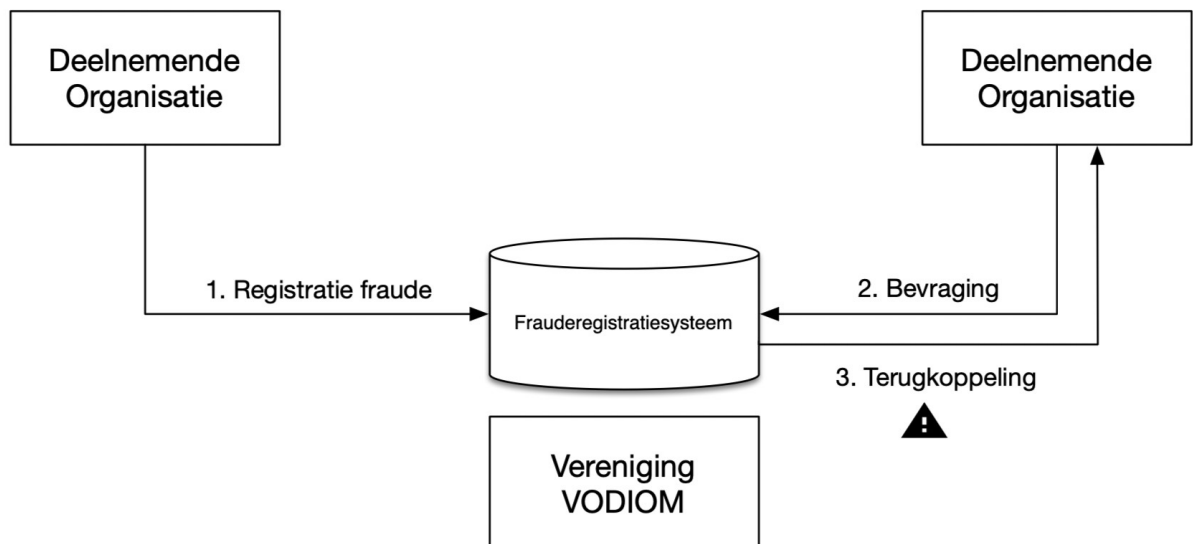 Deelnemende
Organisatie
Deelnemende
Organisatie
1. Registratie fraude
2. Bevraging
Frauderegistratiesysteem
3. Terugkoppeling
Vereniging
VODIOM